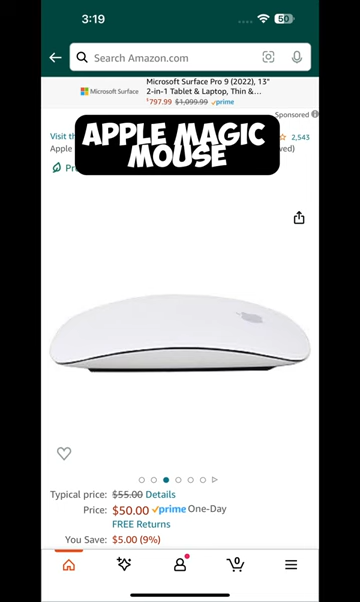 3:19
50
Search Amazon.com
Microsoft Surface
Microsoft Surface Pro 9 (2022), 13"
2-in-1 Tablet & Laptop, Thin &...
$797.99 $1,099.99 prime
Sponsored
Visit th
2,543
Apple
ved)
Pr
APPLE MAGIC
MOUSE
Typical price: $55.00 Details
Price: $50.00 prime One-Day
FREE Returns
You Save: $5.00 (9%)
0